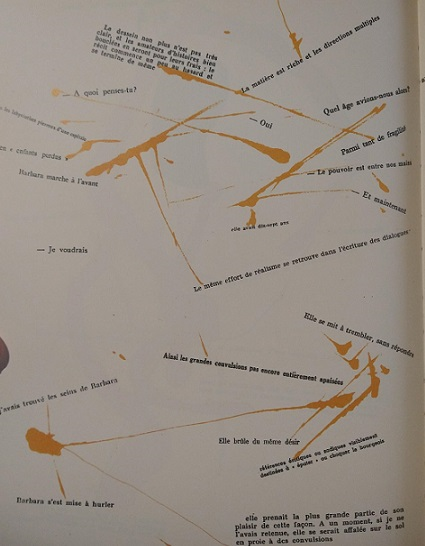 Le dessein non plus n'est pas très
clair, et les amateurs d'histoires bien
bouclées en seront pour leurs frais : le
récit commence un peu au hasard et
se termine de même
La matière est riche et les directions multiples
— A quoi penses-tu?
Quel âge avions-nous alors?
— Oui
les labyrinthes pierreux d'une capitale
Parmi tant de fragilité
en « enfants perdus »
— Le pouvoir est entre nos mains
Barbara marche à l'avant
— Et maintenant
elle avait dix-sept ans
— Je voudrais
Le même effort de réalisme se retrouve dans l'écriture des dialogues
Elle se mit à trembler, sans répondre
Ainsi les grandes convulsions pas encore entièrement apaisées
J'avais trouvé les seins de Barbara
Elle brûle du même désir
références érotiques ou zodiques visiblement
destinées à « épater » ou choquer le bourgeois
Barbara s'est mise à hurler
elle prenait la plus grande partie de son
plaisir de cette façon. A un moment, si je ne
l'avais retenue, elle se serait affalée sur le sol
en proie à des convulsions